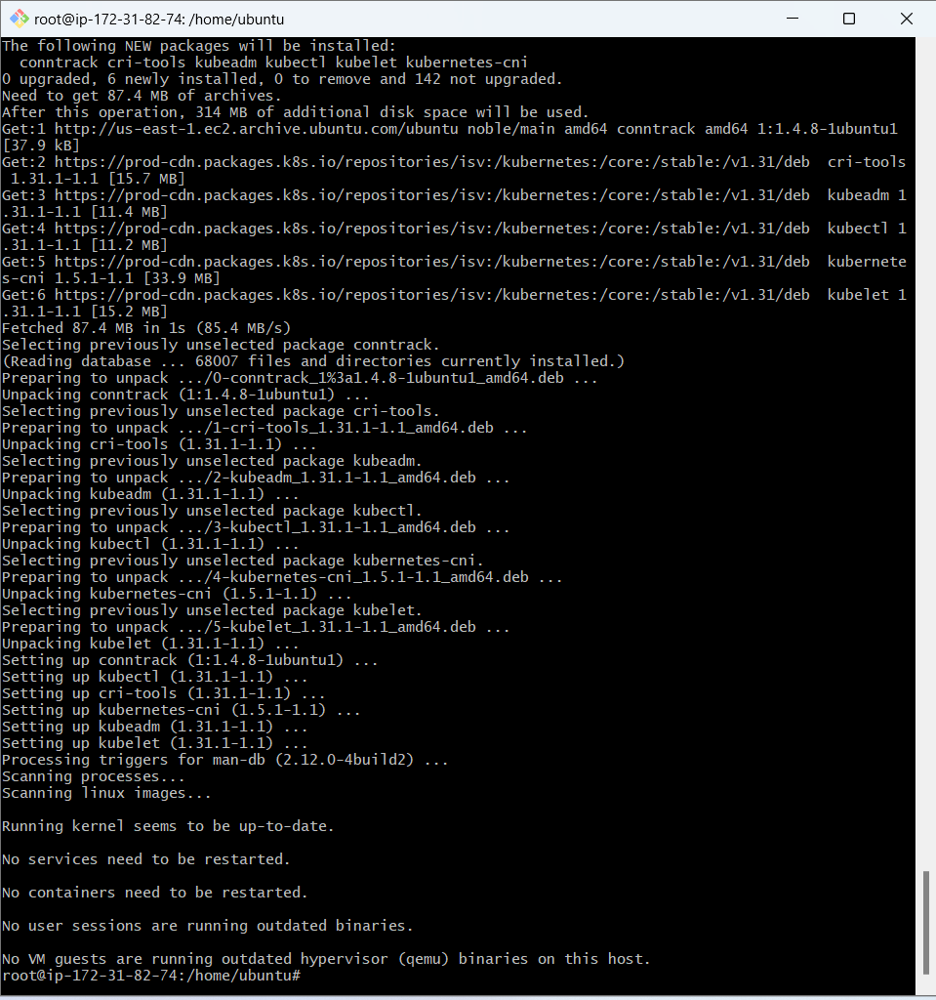 root@ip-172-31-82-74: /home/ubuntu
The following NEW packages will be installed:
  conntrack cri-tools kubeadm kubectl kubelet kubernetes-cni
0 upgraded, 6 newly installed, 0 to remove and 142 not upgraded.
Need to get 87.4 MB of archives.
After this operation, 314 MB of additional disk space will be used.
Get:1 http://us-east-1.ec2.archive.ubuntu.com/ubuntu noble/main amd64 conntrack amd64 1:1.4.8-1ubuntu1
[37.9 kB]
Get:2 https://prod-cdn.packages.k8s.io/repositories/isv:/kubernetes:/core:/stable:/v1.31/deb  cri-tools
 1.31.1-1.1 [15.7 MB]
Get:3 https://prod-cdn.packages.k8s.io/repositories/isv:/kubernetes:/core:/stable:/v1.31/deb  kubeadm 1
.31.1-1.1 [11.4 MB]
Get:4 https://prod-cdn.packages.k8s.io/repositories/isv:/kubernetes:/core:/stable:/v1.31/deb  kubectl 1
.31.1-1.1 [11.2 MB]
Get:5 https://prod-cdn.packages.k8s.io/repositories/isv:/kubernetes:/core:/stable:/v1.31/deb  kubernete
s-cni 1.5.1-1.1 [33.9 MB]
Get:6 https://prod-cdn.packages.k8s.io/repositories/isv:/kubernetes:/core:/stable:/v1.31/deb  kubelet 1
.31.1-1.1 [15.2 MB]
Fetched 87.4 MB in 1s (85.4 MB/s)
Selecting previously unselected package conntrack.
(Reading database ... 68007 files and directories currently installed.)
Preparing to unpack .../0-conntrack_1%3a1.4.8-1ubuntu1_amd64.deb ...
Unpacking conntrack (1:1.4.8-1ubuntu1) ...
Selecting previously unselected package cri-tools.
Preparing to unpack .../1-cri-tools_1.31.1-1.1_amd64.deb ...
Unpacking cri-tools (1.31.1-1.1) ...
Selecting previously unselected package kubeadm.
Preparing to unpack .../2-kubeadm_1.31.1-1.1_amd64.deb ...
Unpacking kubeadm (1.31.1-1.1) ...
Selecting previously unselected package kubectl.
Preparing to unpack .../3-kubectl_1.31.1-1.1_amd64.deb ...
Unpacking kubectl (1.31.1-1.1) ...
Selecting previously unselected package kubernetes-cni.
Preparing to unpack .../4-kubernetes-cni_1.5.1-1.1_amd64.deb ...
Unpacking kubernetes-cni (1.5.1-1.1) ...
Selecting previously unselected package kubelet.
Preparing to unpack .../5-kubelet_1.31.1-1.1_amd64.deb ...
Unpacking kubelet (1.31.1-1.1) ...
Setting up conntrack (1:1.4.8-1ubuntu1) ...
Setting up kubectl (1.31.1-1.1) ...
Setting up cri-tools (1.31.1-1.1) ...
Setting up kubernetes-cni (1.5.1-1.1) ...
Setting up kubeadm (1.31.1-1.1) ...
Setting up kubelet (1.31.1-1.1) ...
Processing triggers for man-db (2.12.0-4build2) ...
Scanning processes...
Scanning linux images...
Running kernel seems to be up-to-date.
No services need to be restarted.
No containers need to be restarted.
No user sessions are running outdated binaries.
No VM guests are running outdated hypervisor (qemu) binaries on this host.
root@ip-172-31-82-74:/home/ubuntu#